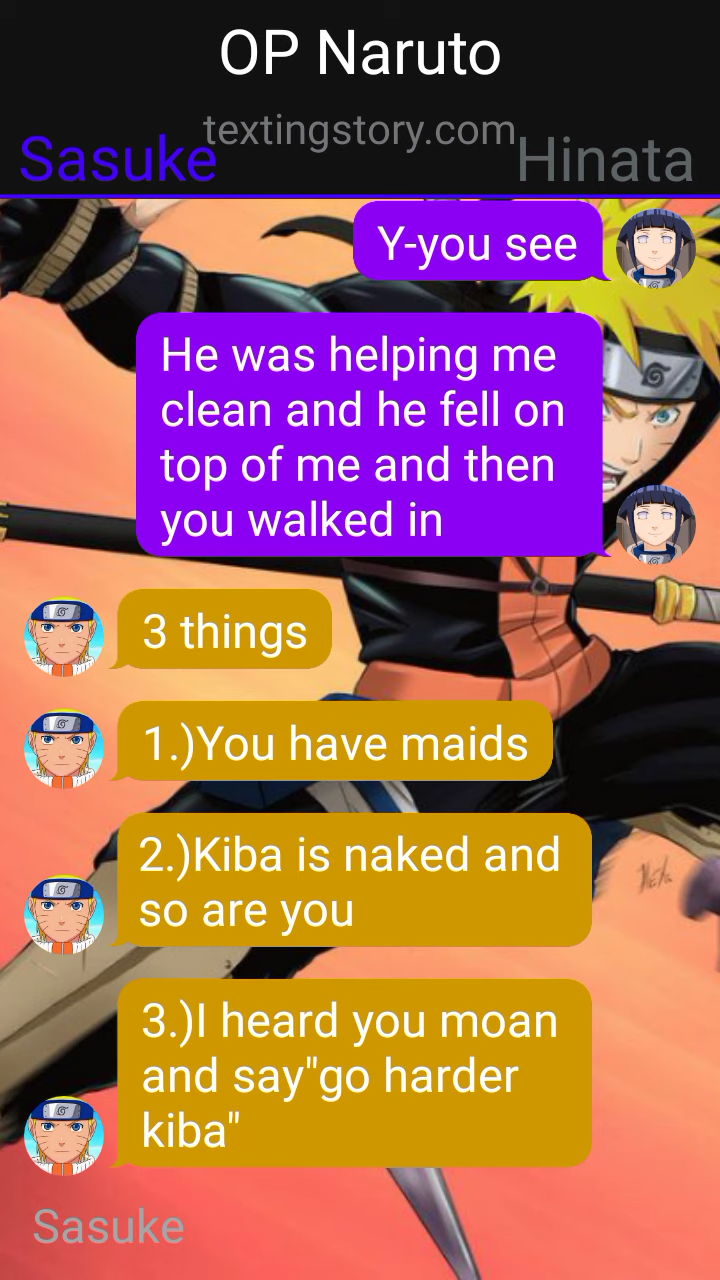 OP Naruto
textingstory.com
Sasuke
Hinata
Y-you see
He was helping me
clean and he fell on
top of me and then
you walked in
3 things
1.)You have maids
2.)Kiba is naked and
so are you
3.)I heard you moan
and say"go harder
kiba"
Sasuke